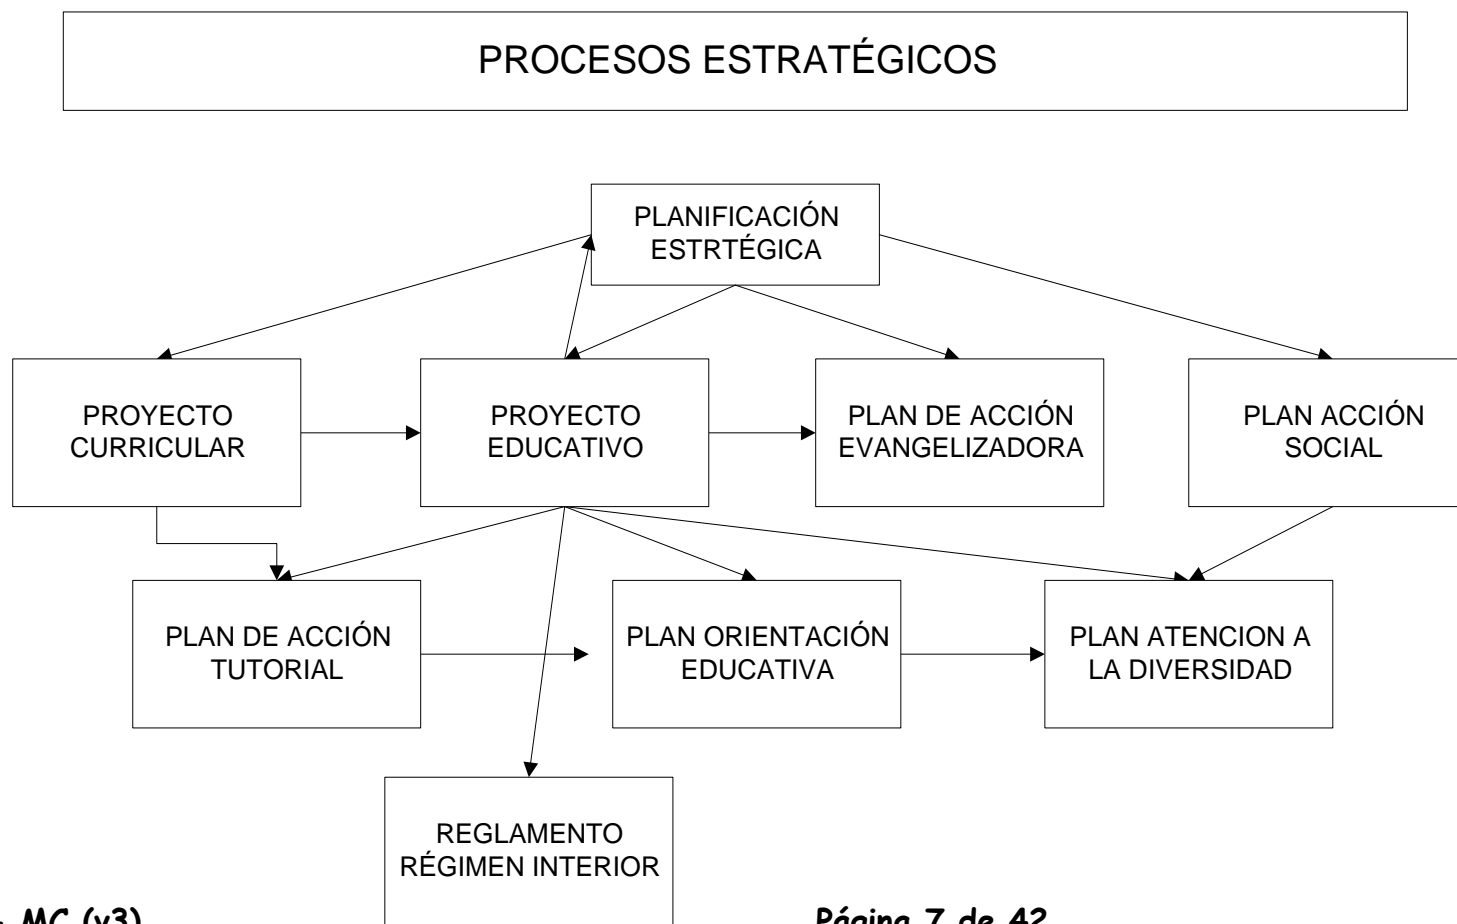 PROCESOS ESTRATÉGICOS
PLANIFICACIÓN
ESTRTÉGICA
PROYECTO
CURRICULAR
PROYECTO
EDUCATIVO
PLAN DE ACCIÓN
EVANGELIZADORA
PLAN ACCIÓN
SOCIAL
PLAN DE ACCIÓN
TUTORIAL
PLAN ORIENTACIÓN
EDUCATIVA
PLAN ATENCION A
LA DIVERSIDAD
REGLAMENTO
RÉGIMEN INTERIOR
MC (v3)
Página 7 de 42